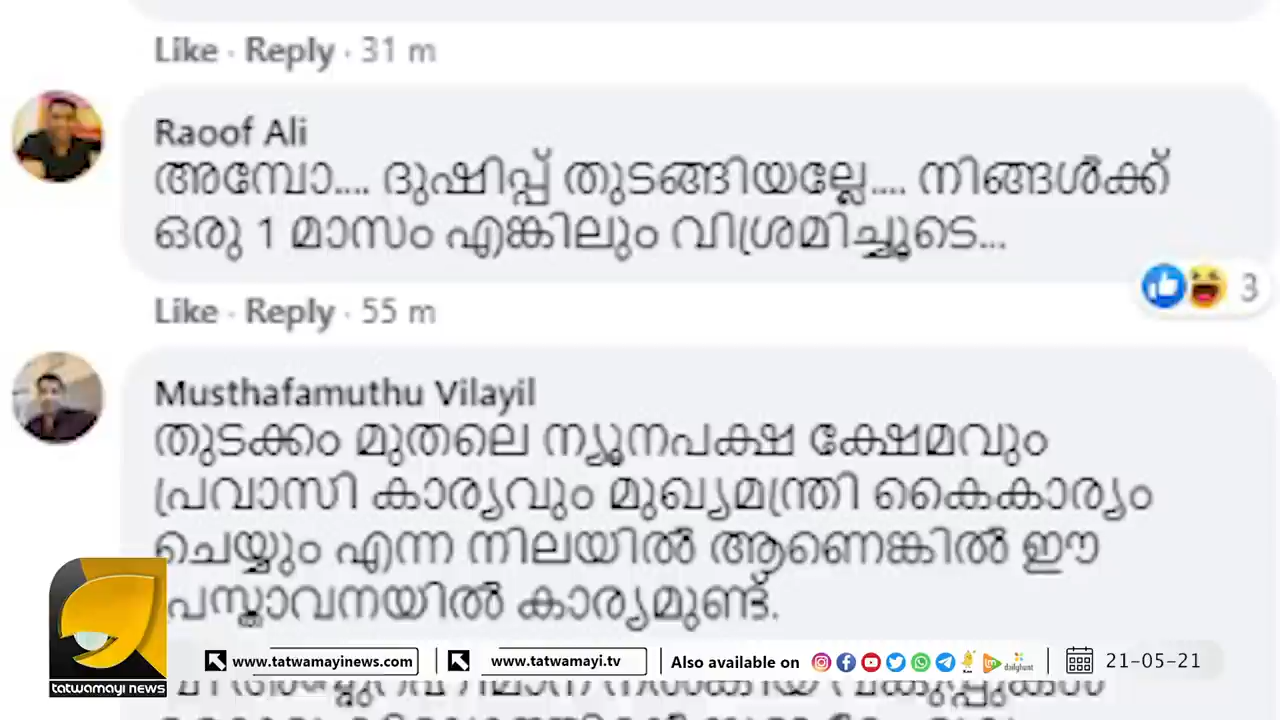 Like · Reply · 31 m
Raoof Ali
അമ്പോ.... ദുഷിപ്പ് തുടങ്ങിയല്ലേ.... നിങ്ങൾക്ക്
ഒരു 1 മാസം എങ്കിലും വിശ്രമിച്ചൂടെ...
3
Like · Reply · 55 m
Musthafamuthu Vilayil
തുടക്കം മുതലെ ന്യൂനപക്ഷ ക്ഷേമവും
പ്രവാസി കാര്യവും മുഖ്യമന്ത്രി കൈകാര്യം
ചെയ്യും എന്ന നിലയിൽ ആണെങ്കിൽ ഈ
പ്രസ്താവനയിൽ കാര്യമുണ്ട്.
tatwamayi news
www.tatwamayinews.com
www.tatwamayi.tv
Also available on
dailyhunt
21-05-21